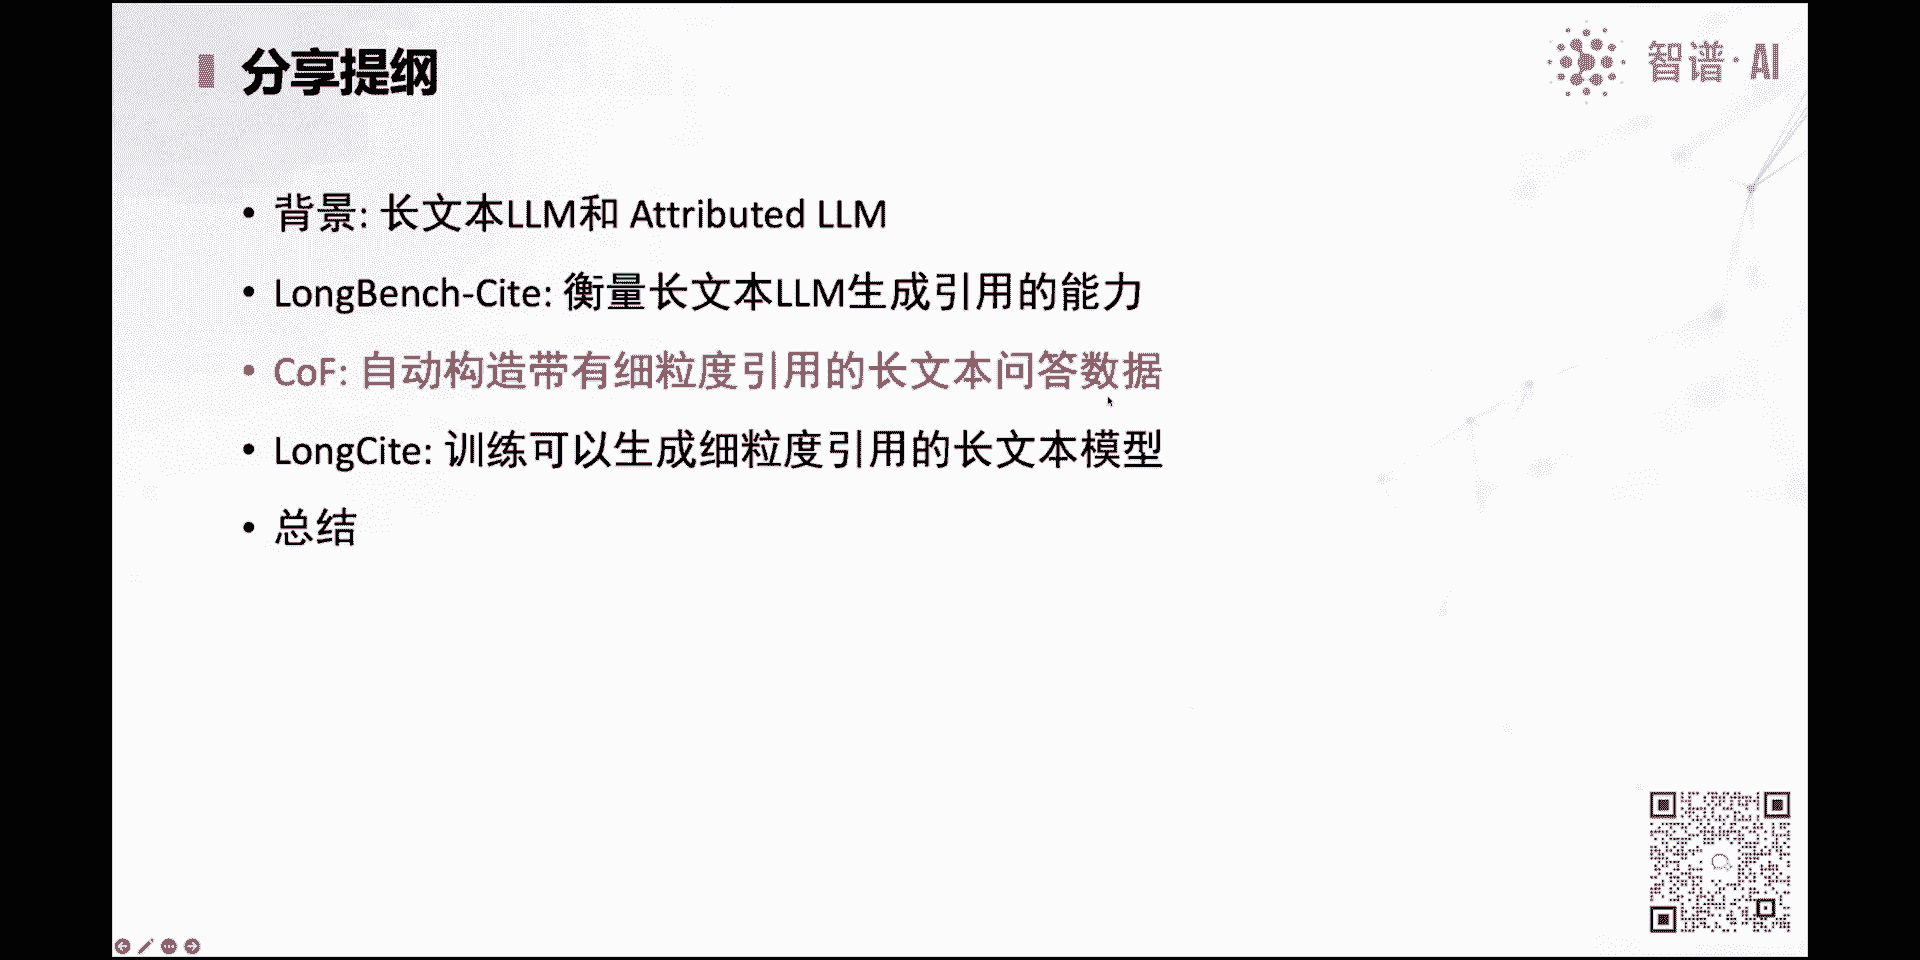 分享提纲
智谱·AI
• 背景: 长文本LLM和 Attributed LLM
• LongBench-Cite: 衡量长文本LLM生成引用的能力
• CoF: 自动构造带有细粒度引用的长文本问答数据
• LongCite: 训练可以生成细粒度引用的长文本模型
• 总结